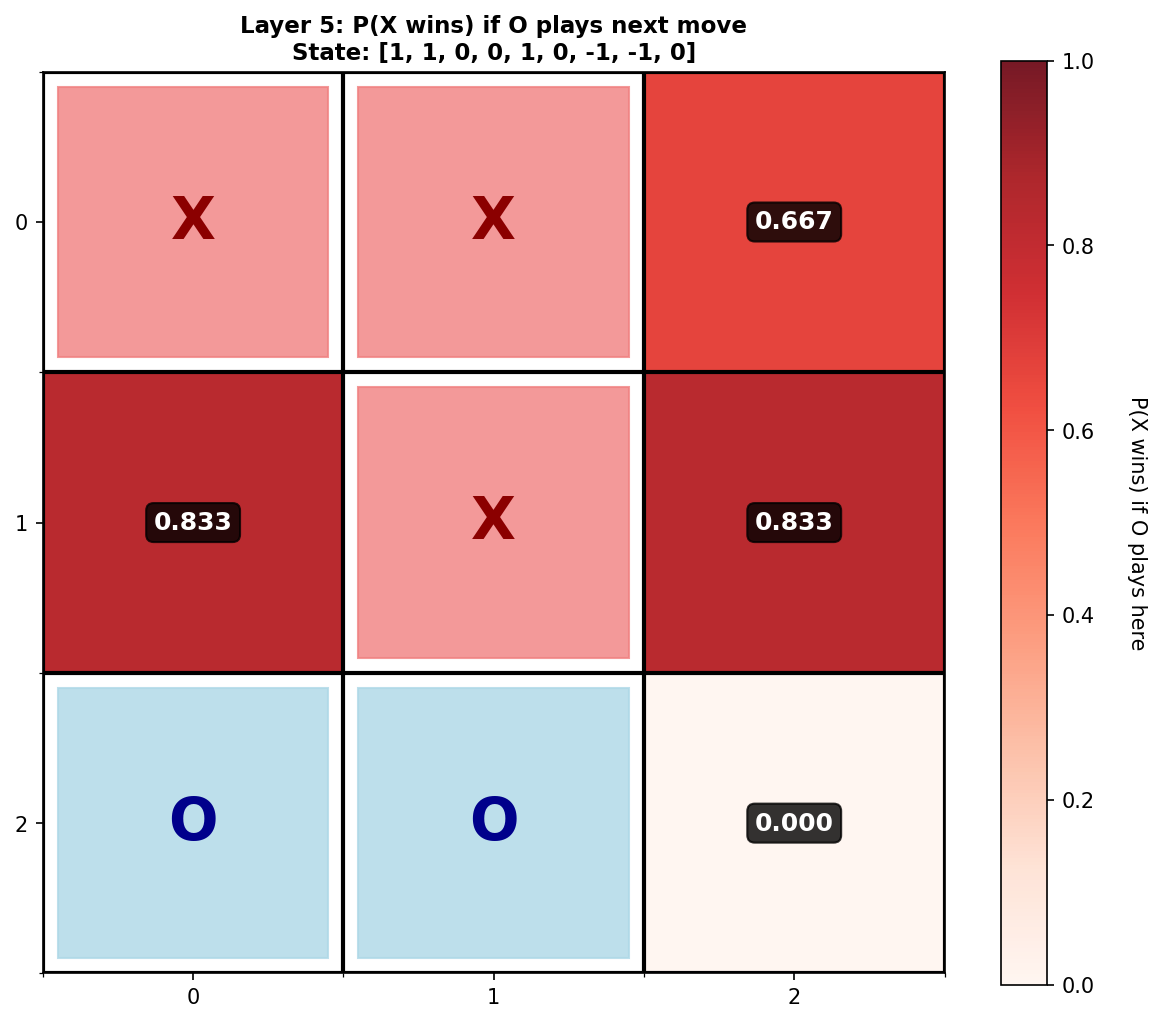 Layer 5: P(X wins) if O plays next move
State: [1, 1, 0, 0, 1, 0, -1, -1, 0]
0
X
X
0.667
1
0.833
X
0.833
2
O
O
0.000
0
1
2
1.0
0.8
0.6
0.4
0.2
0.0
P(X wins) if O plays here